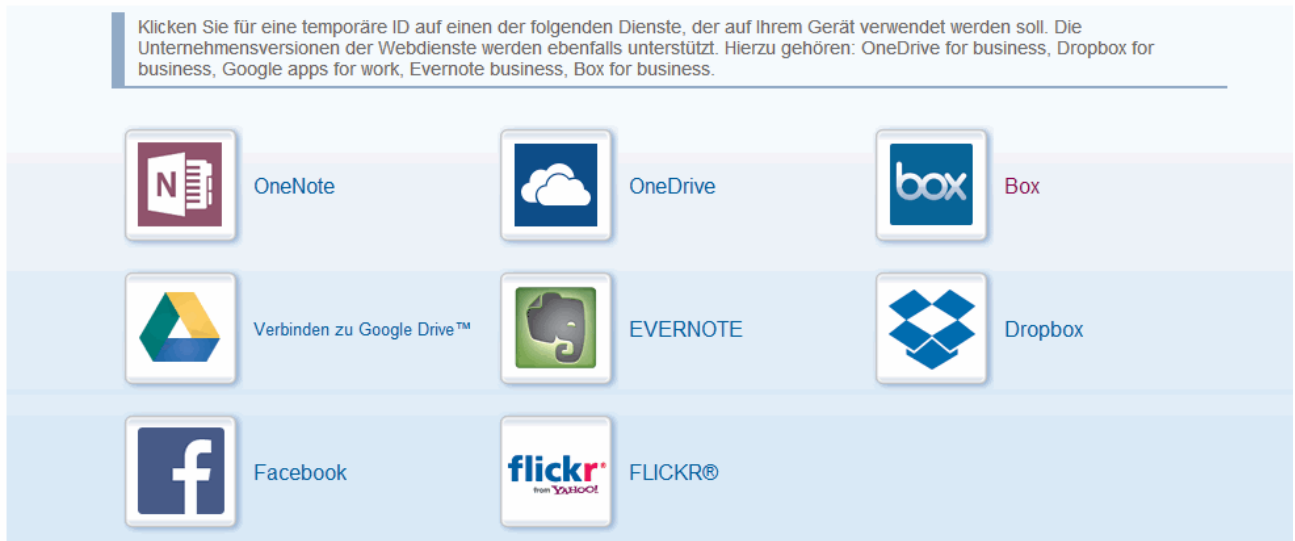 Klicken Sie für eine temporäre ID auf einen der folgenden Dienste, der auf Ihrem Gerät verwendet werden soll. Die
Unternehmensversionen der Webdienste werden ebenfalls unterstützt. Hierzu gehören: OneDrive for business, Dropbox for
business, Google apps for work, Evernote business, Box for business.
N
OneNote
OneDrive
box
Box
Verbinden zu Google Drive™
EVERNOTE
Dropbox
f
Facebook
flickr
from YAHOO!
FLICKR®